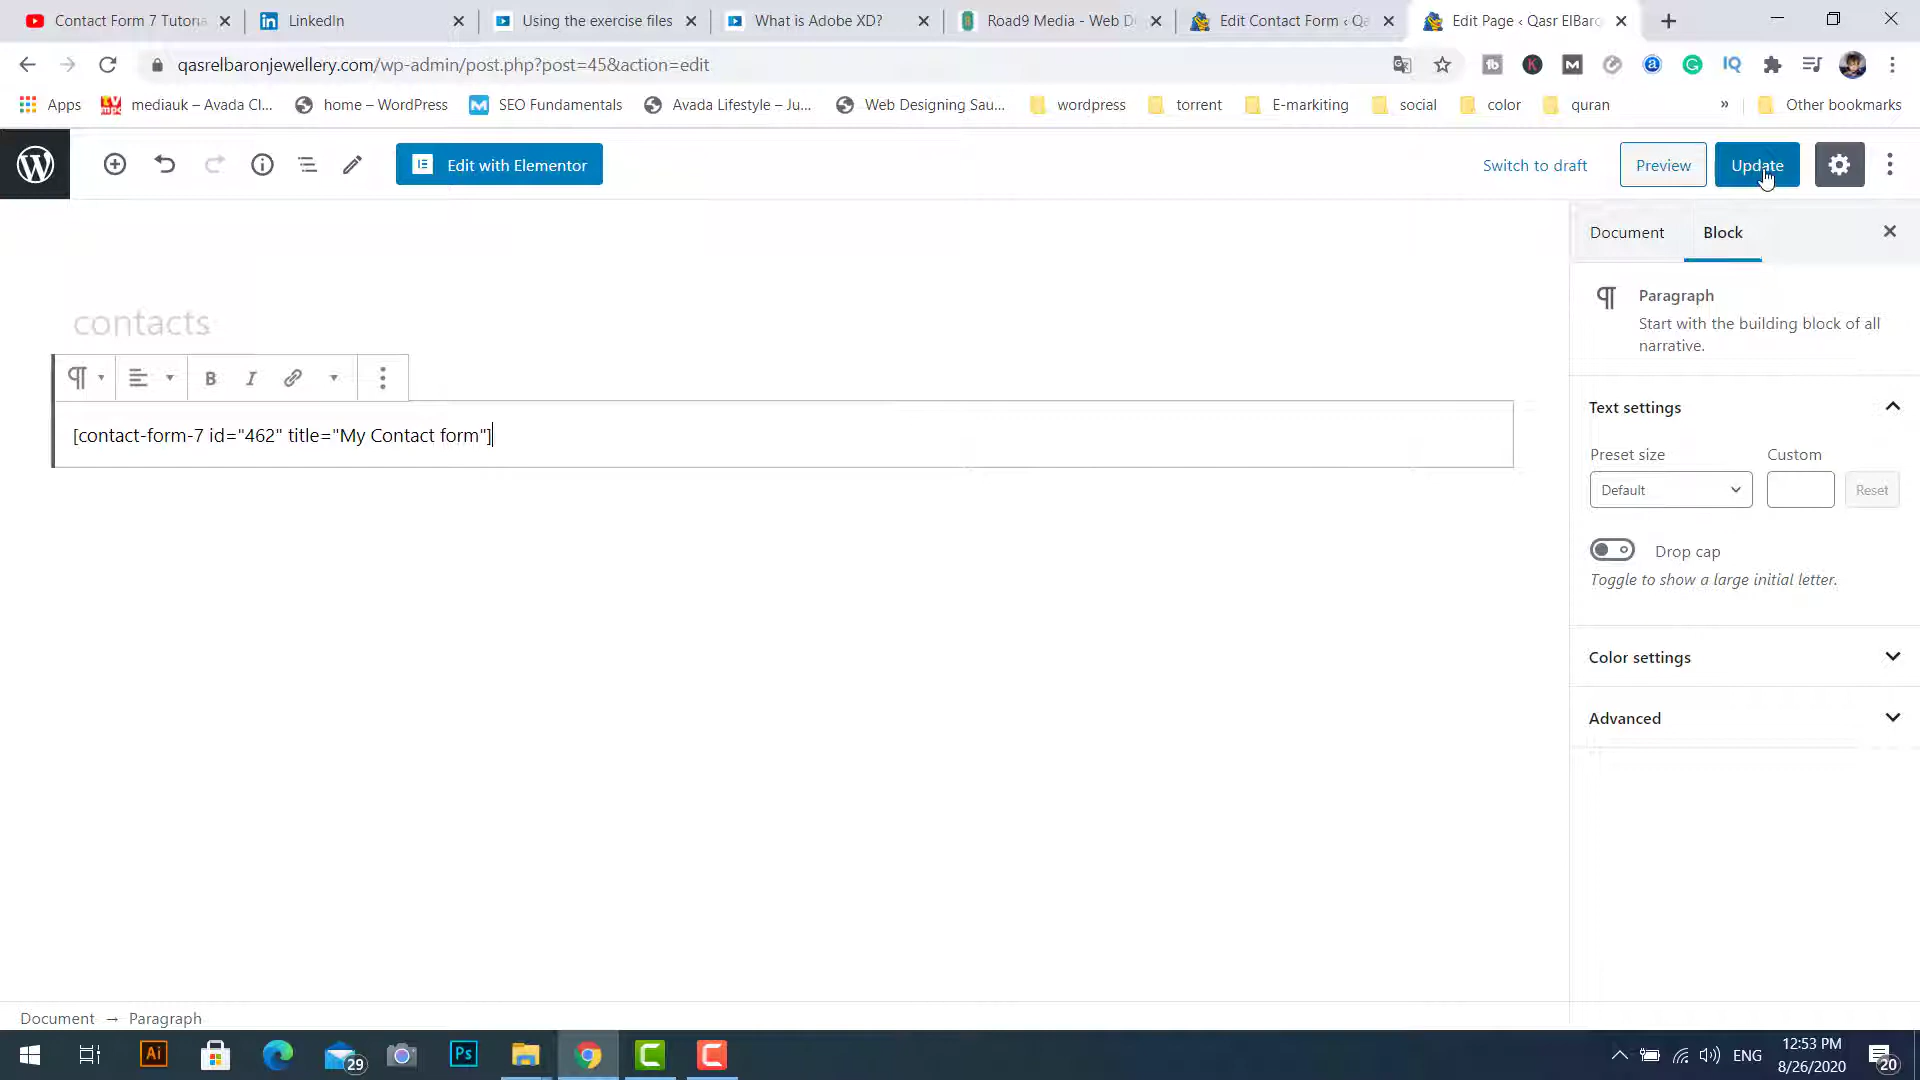 Contact Form 7 Tutoria
LinkedIn
Using the exercise files
What is Adobe XD?
Road9 Media - Web D
Edit Contact Form ‹ Qa
Edit Page ‹ Qasr ElBaro
qasrelbaronjewellery.com/wp-admin/post.php?post=45&action=edit
Apps
mediauk – Avada Cl...
home – WordPress
SEO Fundamentals
Avada Lifestyle – Ju...
Web Designing Sau...
wordpress
torrent
E-markiting
social
color
quran
»
Other bookmarks
Edit with Elementor
Switch to draft
Preview
Update
Document
Block
Paragraph
Start with the building block of all
narrative.
contacts
B I
[contact-form-7 id="462" title="My Contact form"]
Text settings
Preset size
Custom
Default
Reset
Drop cap
Toggle to show a large initial letter.
Color settings
Advanced
Document → Paragraph
Ai
29
Ps
ENG
12:53 PM
8/26/2020
20